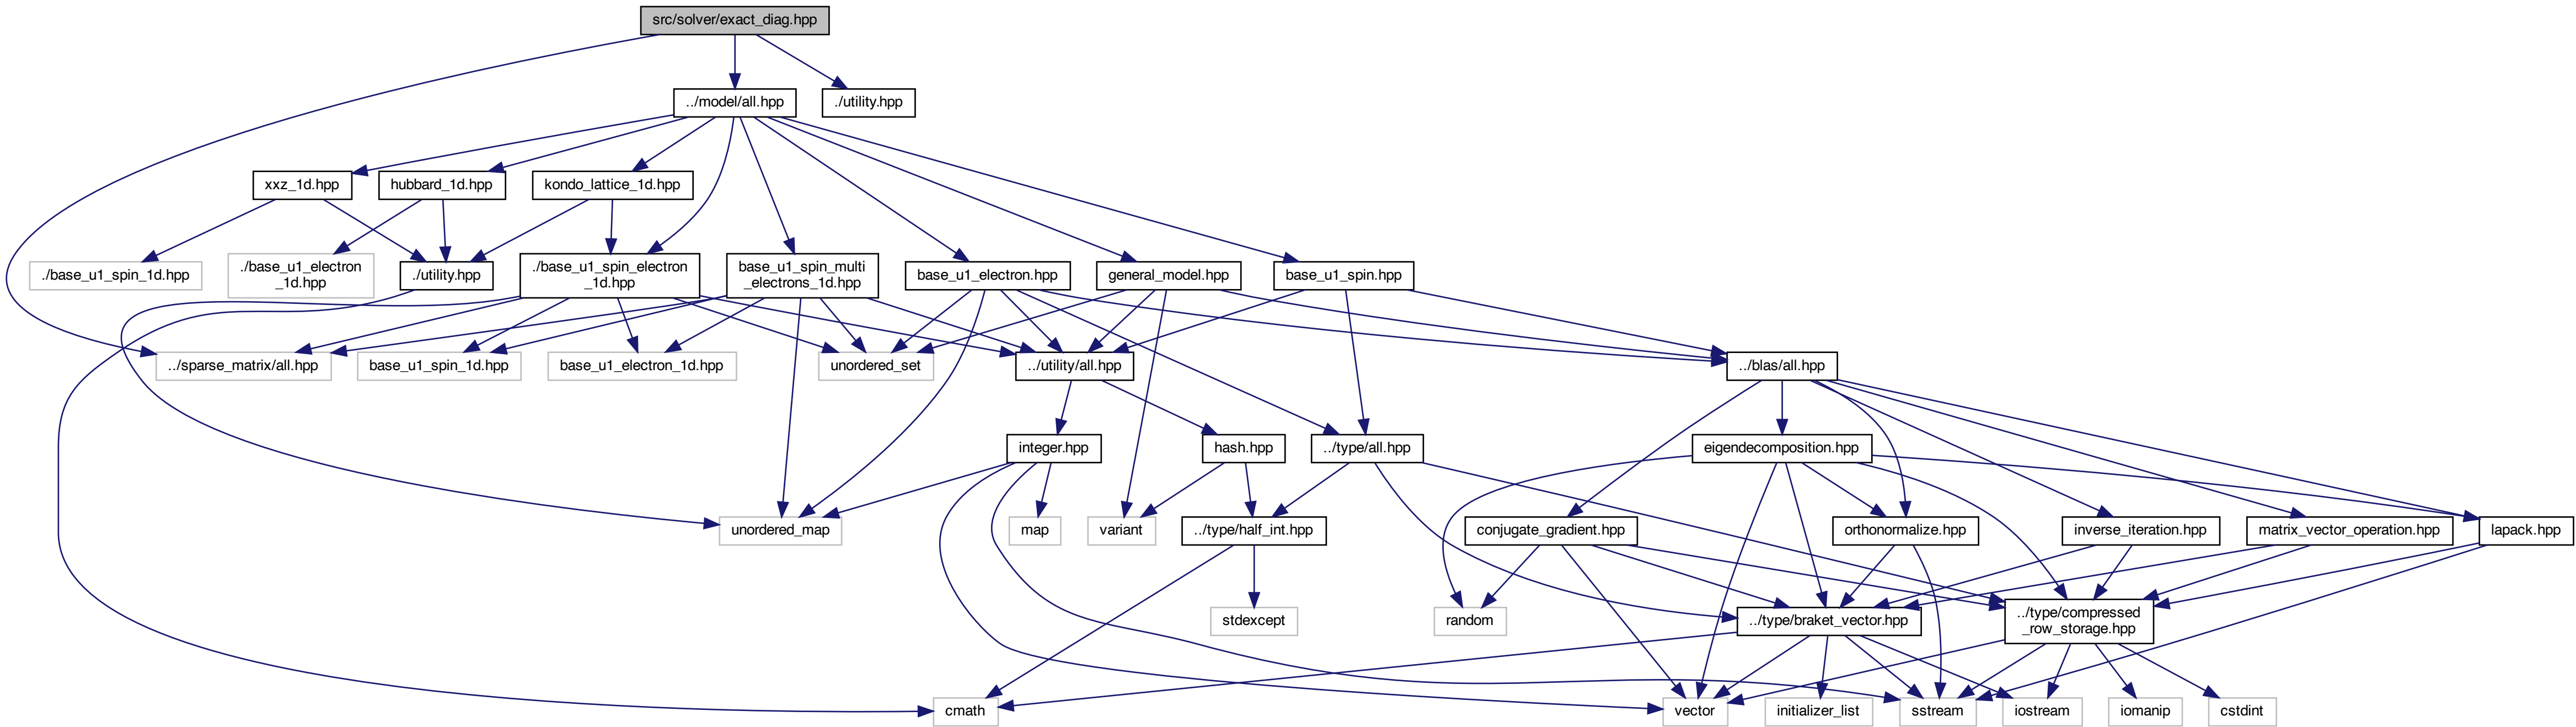 src/solver/exact_diag.hpp
../model/all.hpp
./utility.hpp
xxz_1d.hpp
hubbard_1d.hpp
kondo_lattice_1d.hpp
./base_u1_spin_1d.hpp
./base_u1_electron
_1d.hpp
./utility.hpp
./base_u1_spin_electron
_1d.hpp
base_u1_spin_multi
_electrons_1d.hpp
base_u1_electron.hpp
general_model.hpp
base_u1_spin.hpp
../sparse_matrix/all.hpp
base_u1_spin_1d.hpp
base_u1_electron_1d.hpp
unordered_set
../utility/all.hpp
../blas/all.hpp
integer.hpp
hash.hpp
../type/all.hpp
eigendecomposition.hpp
unordered_map
map
variant
../type/half_int.hpp
conjugate_gradient.hpp
orthonormalize.hpp
inverse_iteration.hpp
matrix_vector_operation.hpp
lapack.hpp
stdexcept
random
../type/braket_vector.hpp
../type/compressed
_row_storage.hpp
cmath
vector
initializer_list
sstream
iostream
iomanip
cstdint